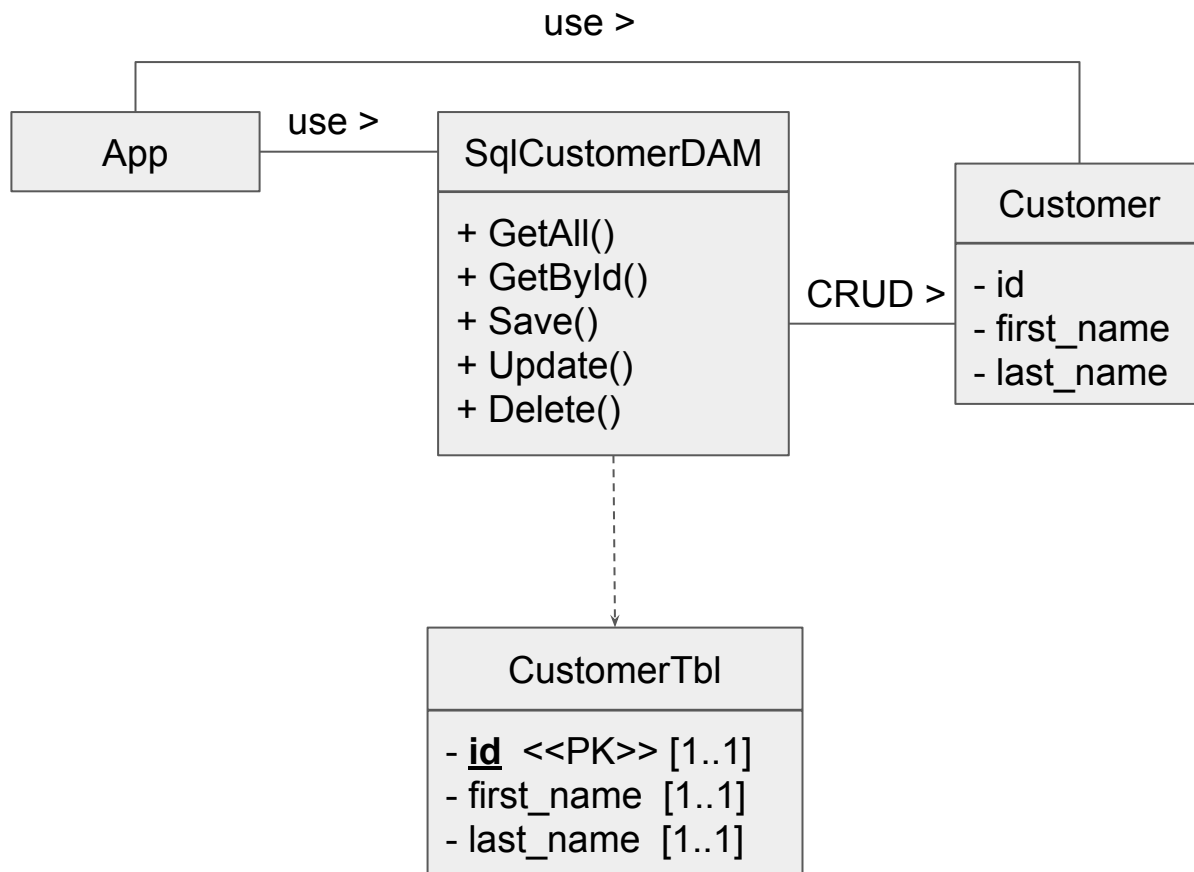 use >
App
use >
SqlCustomerDAM
+ GetAll()
+ GetById()
+ Save()
+ Update()
+ Delete()
CRUD >
Customer
- id
- first_name
- last_name
CustomerTbl
- id <<PK>> [1..1]
- first_name [1..1]
- last_name [1..1]